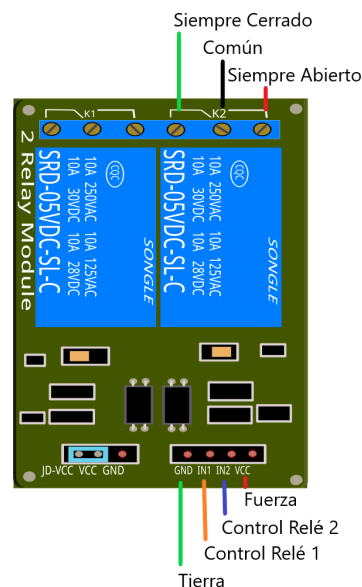 Siempre Cerrado
Común
Siempre Abierto
K1
K2
2 Relay Module
SRD-05VDC-SL-C
10A 30VDC 10A 28VDC
10A 250VAC 10A 125VAC
CQC
SONGLE
SRD-05VDC-SL-C
10A 30VDC 10A 28VDC
10A 250VAC 10A 125VAC
CQC
SONGLE
JD-VCC VCC GND
GND IN1 IN2 VCC
Fuerza
Control Relé 2
Control Relé 1
Tierra